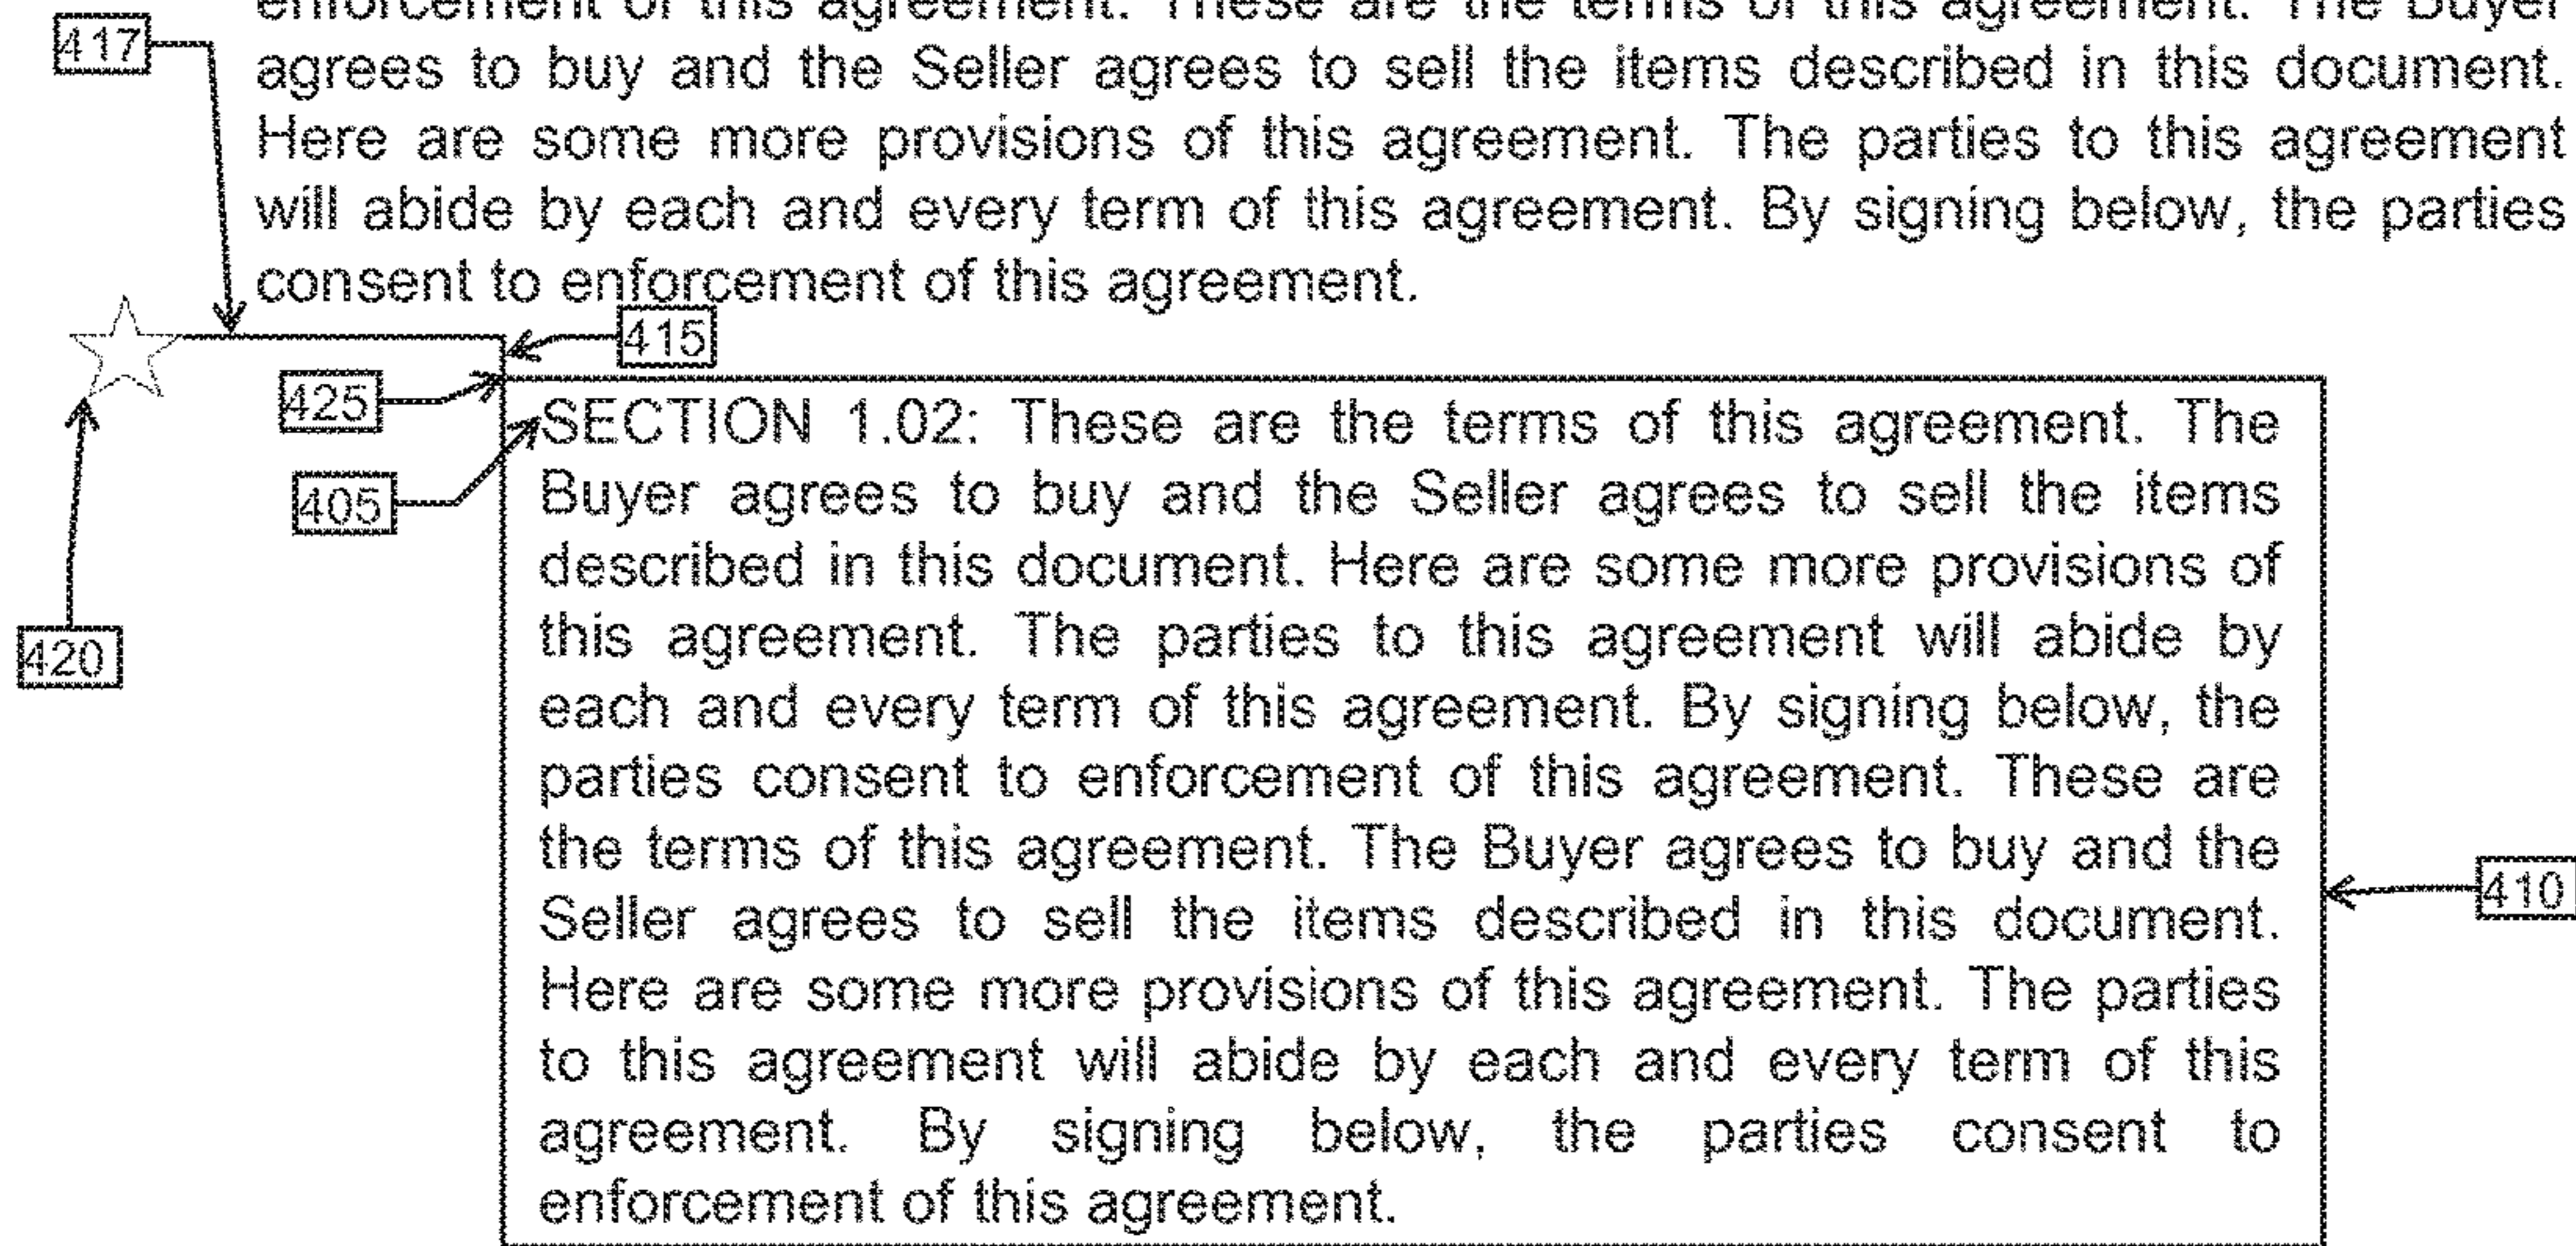 enforcement of this agreement. These are the terms of this agreement. The Buyer
417
agrees to buy and the Seller agrees to sell the items described in this document.
Here are some more provisions of this agreement. The parties to this agreement
will abide by each and every term of this agreement. By signing below, the parties
consent to enforcement of this agreement.
415
425
SECTION 1.02: These are the terms of this agreement. The
405
Buyer agrees to buy and the Seller agrees to sell the items
described in this document. Here are some more provisions of
this agreement. The parties to this agreement will abide by
420
each and every term of this agreement. By signing below, the
parties consent to enforcement of this agreement. These are
the terms of this agreement. The Buyer agrees to buy and the
410
Seller agrees to sell the items described in this document.
Here are some more provisions of this agreement. The parties
to this agreement will abide by each and every term of this
agreement. By signing below, the parties consent to
enforcement of this agreement.